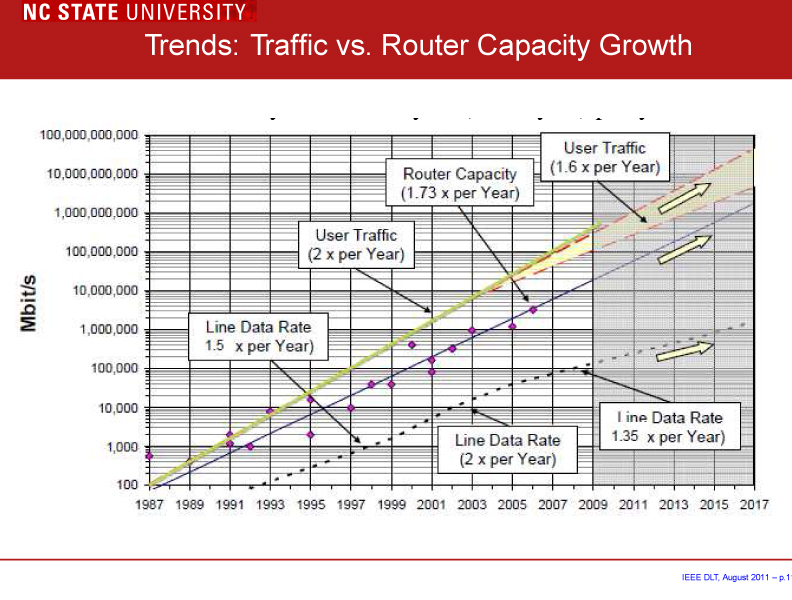 NC STATE UNIVERSITY
Trends: Traffic vs. Router Capacity Growth
100,000,000,000
10,000,000,000
1,000,000,000
100,000,000
10,000,000
1,000,000
100,000
10,000
1,000
100
Mbit/s
User Traffic
(1.6 x per Year)
Router Capacity
(1.73 x per Year)
User Traffic
(2 x per Year)
Line Data Rate
1.5 x per Year)
Line Data Rate
1.35 x per Year)
Line Data Rate
(2 x per Year)
1987 1989 1991 1993 1995 1997 1999 2001 2003 2005 2007 2009 2011 2013 2015 2017
IEEE DLT, August 2011 – p.1